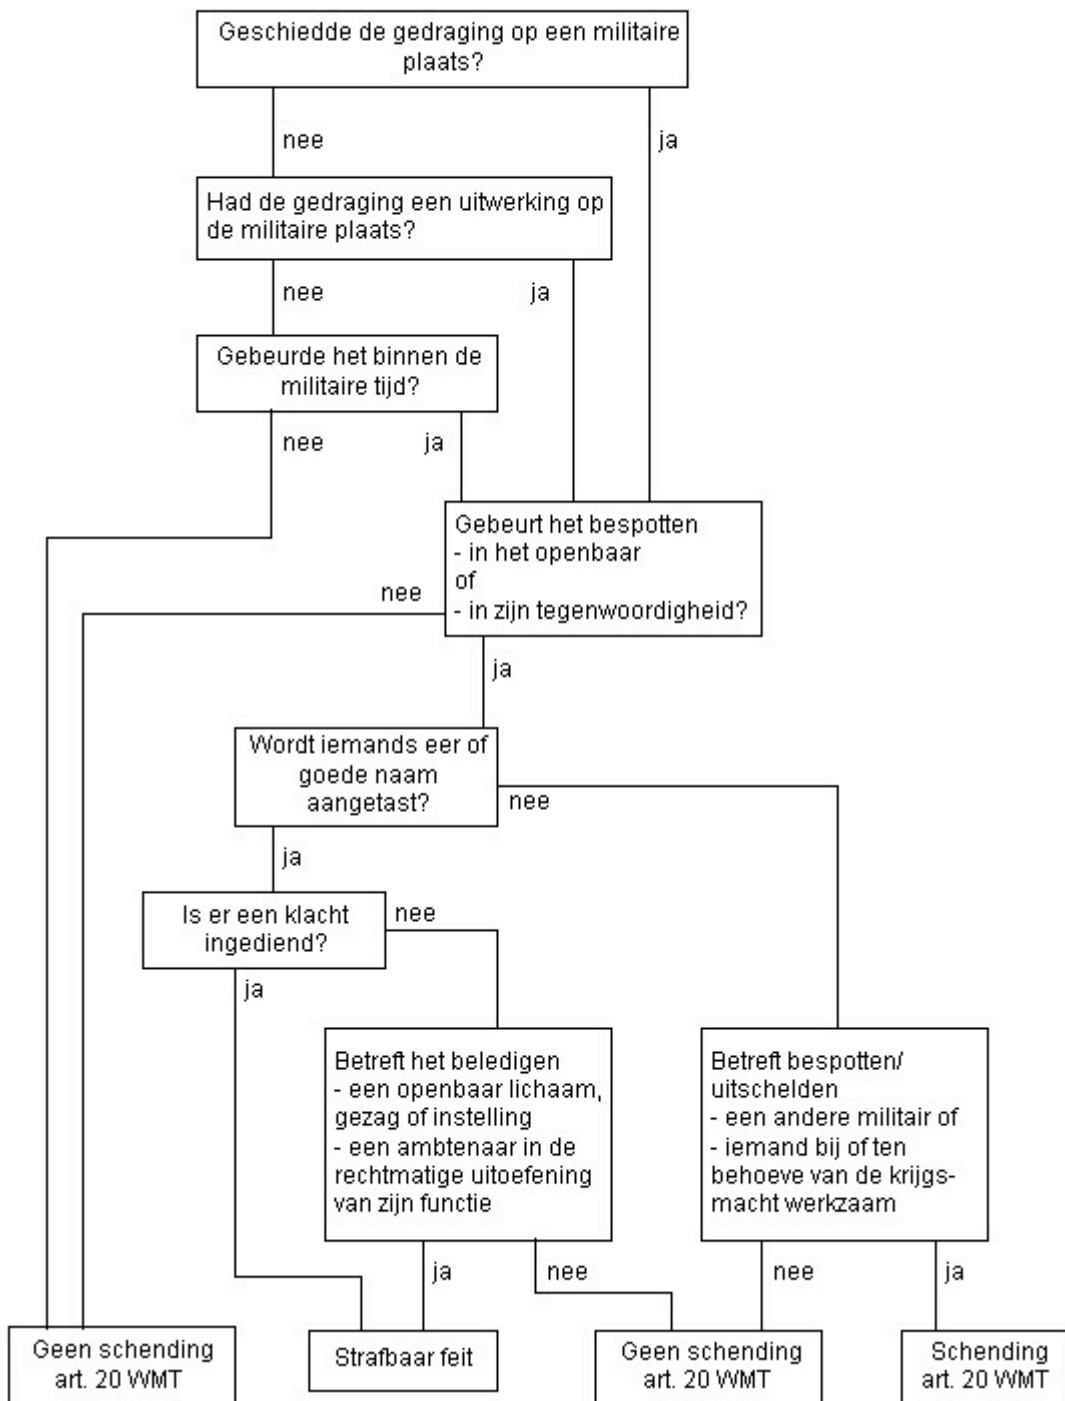 Geschiedde de gedraging op een militaire
plaats?
nee
ja
Had de gedraging een uitwerking op
de militaire plaats?
nee
ja
Gebeurde het binnen de
militaire tijd?
nee
ja
Gebeurt het bespotten
- in het openbaar
of
- in zijn tegenwoordigheid?
nee
ja
Wordt iemands eer of
goede naam
aangetast?
nee
ja
Is er een klacht
ingediend?
nee
ja
Betreft het beledigen
- een openbaar lichaam,
gezag of instelling
- een ambtenaar in de
rechtmatige uitoefening
van zijn functie
Betreft bespotten/
uitschelden
- een andere militair of
- iemand bij of ten
behoeve van de krijgs-
macht werkzaam
ja
nee
nee
ja
Geen schending
art. 20 WMT
Strafbaar feit
Geen schending
art. 20 WMT
Schending
art. 20 WMT